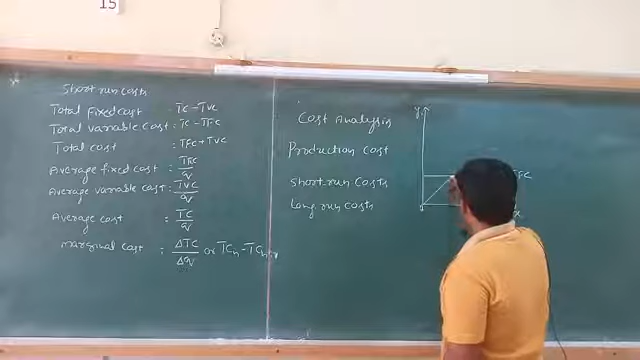 15
Short run costs
Total fixed cost : TC - TVC
Total variable cost : TC - TFC
Total cost : TFC + TVC
Average fixed cost : TFC/q
Average variable cost : TVC/q
Average cost : TC/q
Marginal cost : ΔTC/Δq or TCn - TCn-1
Cost Analysis
Production cost
Short-run costs
Long run costs
y
TFC
x